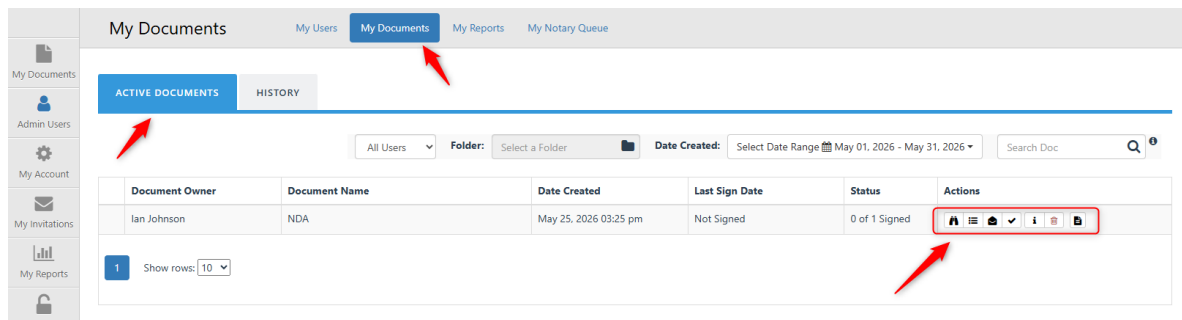 My Documents My Users My Documents My Reports My Notary Queue
My Documents
Admin Users
My Account
My Invitations
My Reports
ACTIVE DOCUMENTS HISTORY
All Users Folder: Select a Folder Date Created: Select Date Range May 01, 2026 - May 31, 2026 Search Doc
Document Owner Document Name Date Created Last Sign Date Status Actions
Ian Johnson NDA May 25, 2026 03:25 pm Not Signed 0 of 1 Signed
1 Show rows: 10